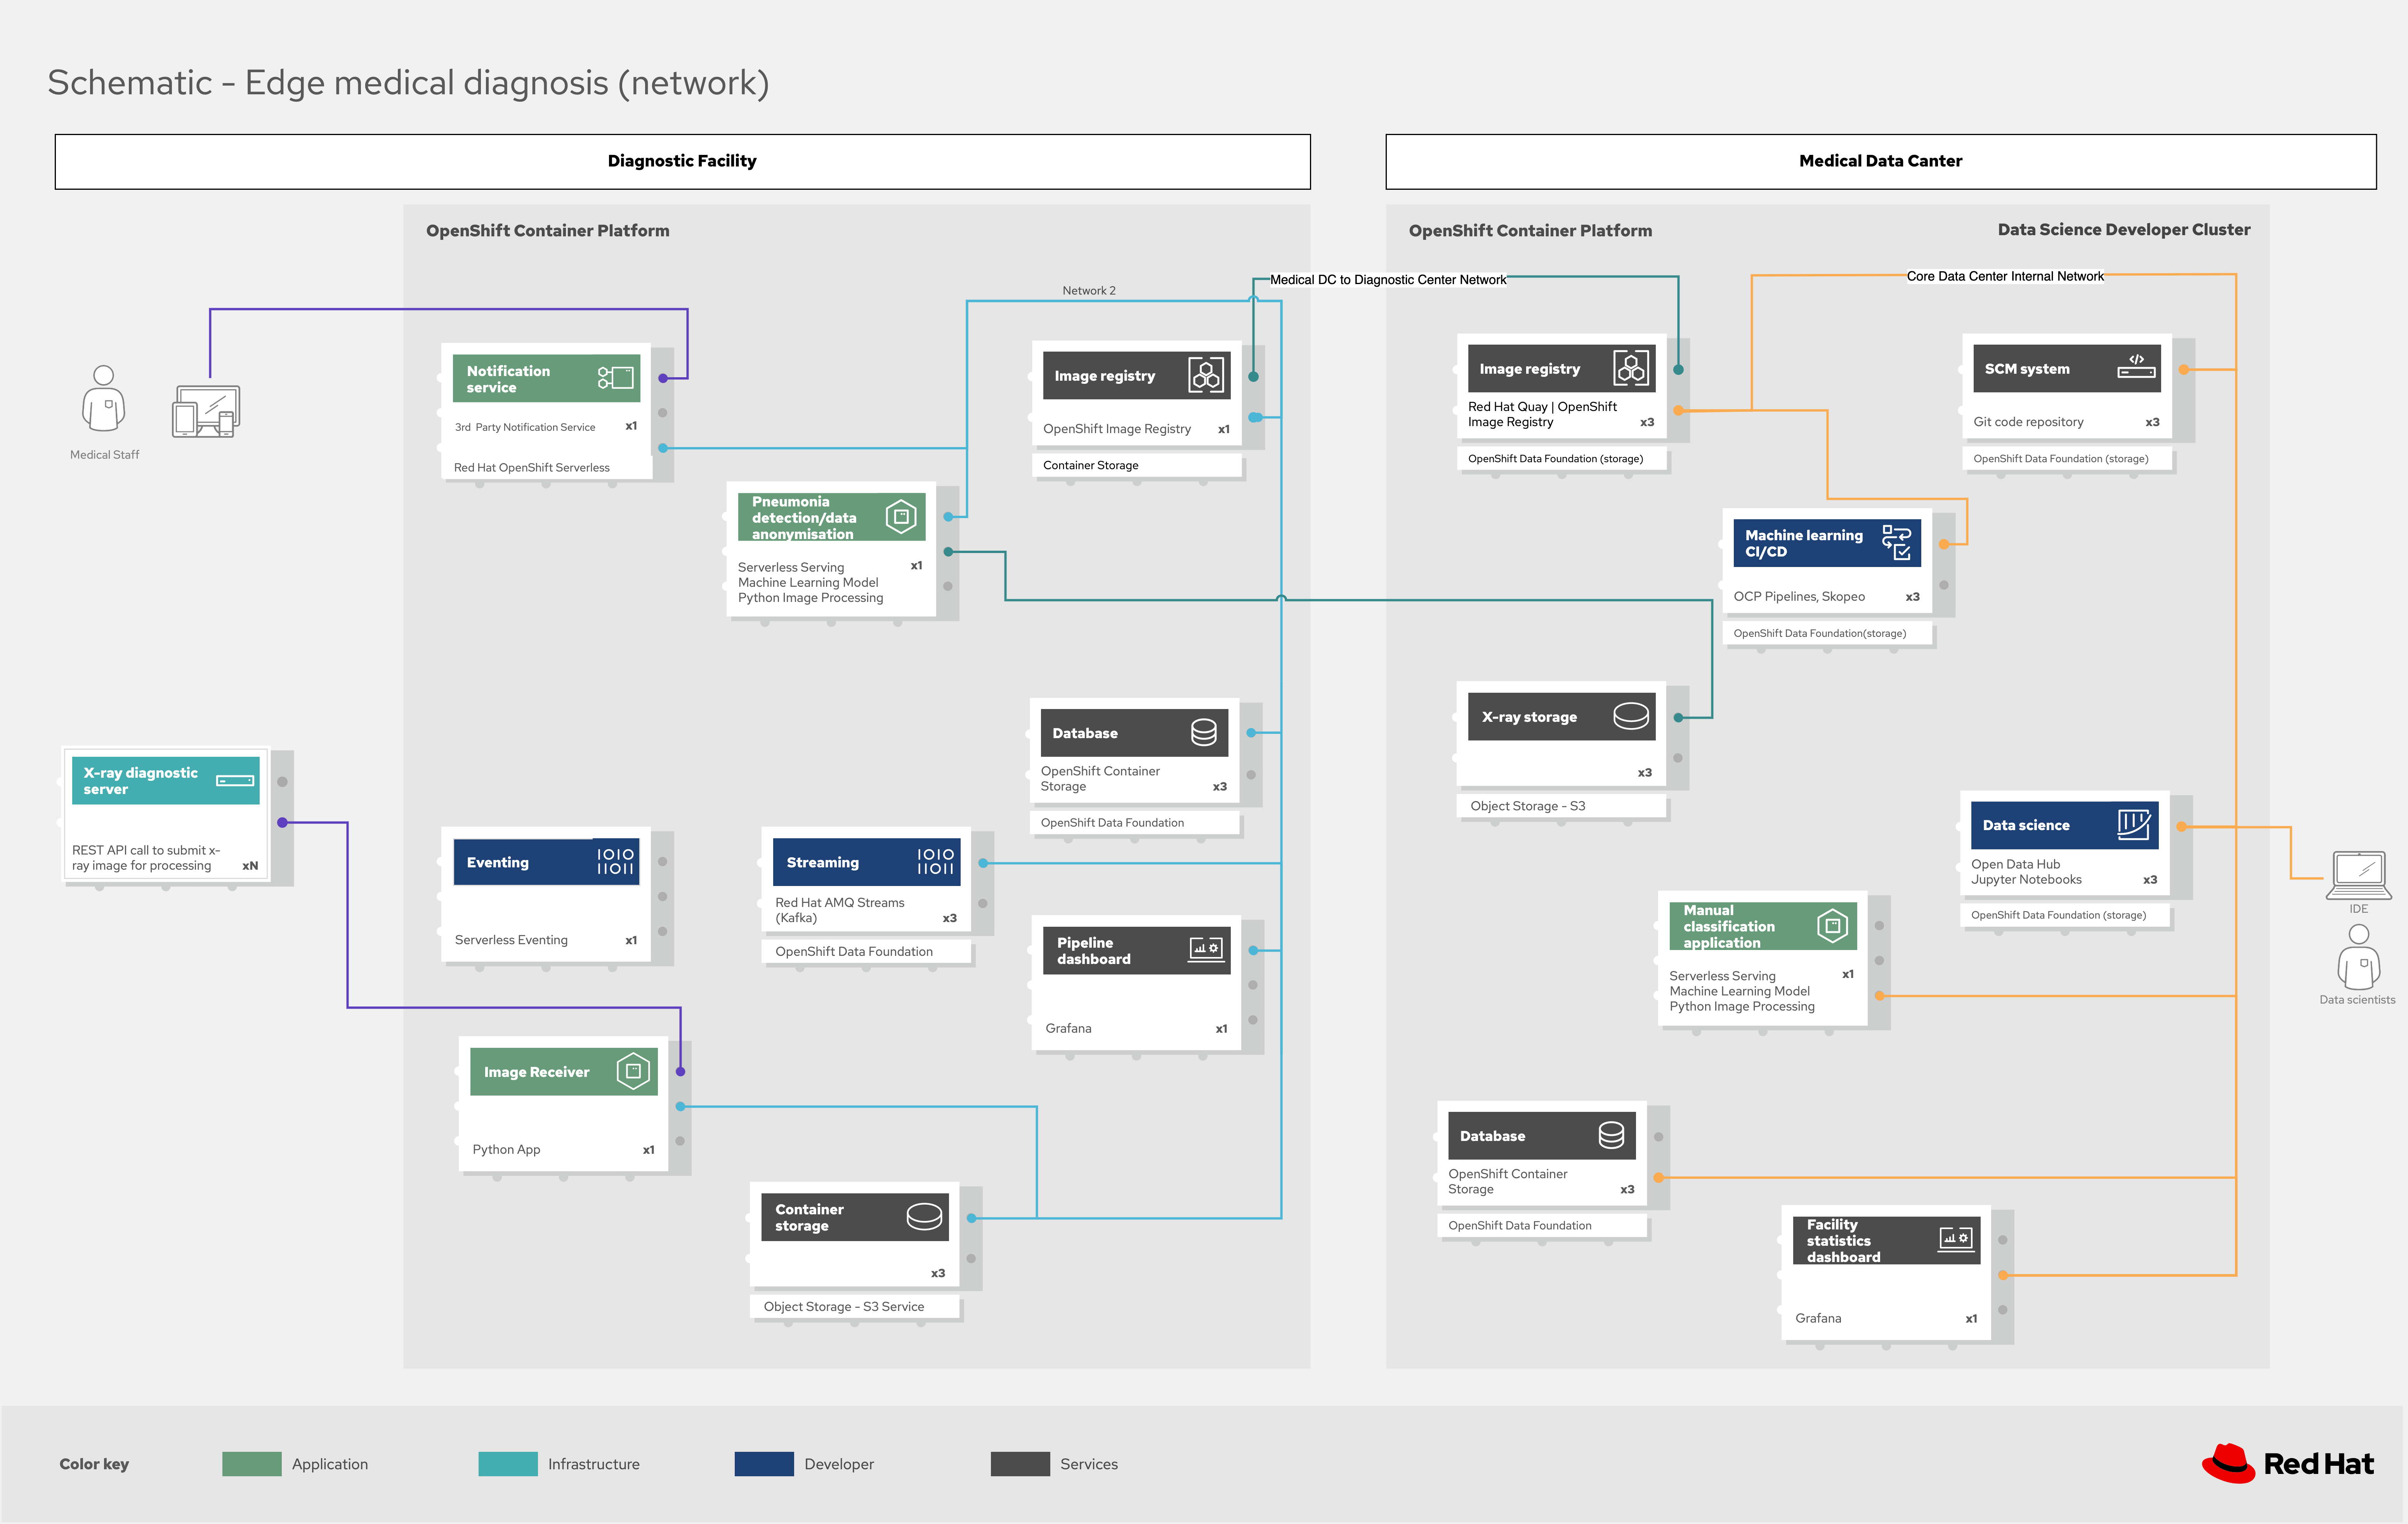 Schematic - Edge medical diagnosis (network)
Diagnostic Facility
Medical Data Canter
OpenShift Container Platform
OpenShift Container Platform
Data Science Developer Cluster
Medical DC to Diagnostic Center Network
Core Data Center Internal Network
Network 2
Medical Staff
Notification
service
3rd Party Notification Service
x1
Red Hat OpenShift Serverless
Image registry
OpenShift Image Registry
x1
Container Storage
Pneumonia
detection/data
anonymisation
Serverless Serving
x1
Machine Learning Model
Python Image Processing
Database
OpenShift Container
Storage
x3
OpenShift Data Foundation
X-ray diagnostic
server
REST API call to submit x-
ray image for processing
xN
Eventing
1010
11011
Serverless Eventing
x1
Streaming
1010
11011
Red Hat AMQ Streams
(Kafka)
x3
OpenShift Data Foundation
Pipeline
dashboard
Grafana
x1
Image Receiver
Python App
x1
Container
storage
x3
Object Storage - S3 Service
Image registry
Red Hat Quay | OpenShift
Image Registry
x3
OpenShift Data Foundation (storage)
SCM system
</>
Git code repository
x3
OpenShift Data Foundation (storage)
Machine learning
CI/CD
OCP Pipelines, Skopeo
x3
OpenShift Data Foundation(storage)
X-ray storage
x3
Object Storage - S3
Data science
Open Data Hub
Jupyter Notebooks
x3
OpenShift Data Foundation (storage)
IDE
Data scientists
Manual
classification
application
Serverless Serving
x1
Machine Learning Model
Python Image Processing
Database
OpenShift Container
Storage
x3
OpenShift Data Foundation
Facility
statistics
dashboard
Grafana
x1
Color key
Application
Infrastructure
Developer
Services
Red Hat